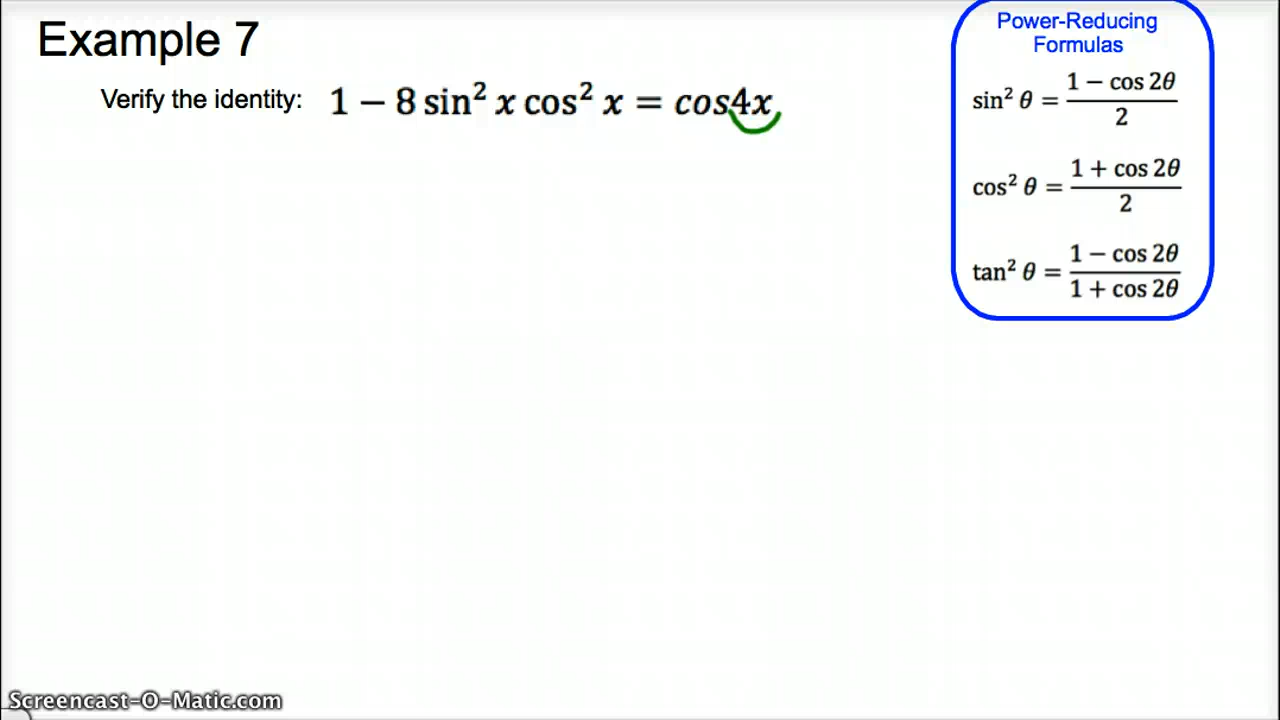 Example 7
Verify the identity: 1 − 8 sin² x cos² x = cos4x
Power-Reducing
Formulas
sin² θ = (1 − cos 2θ)/2
cos² θ = (1 + cos 2θ)/2
tan² θ = (1 − cos 2θ)/(1 + cos 2θ)
Screencast-O-Matic.com